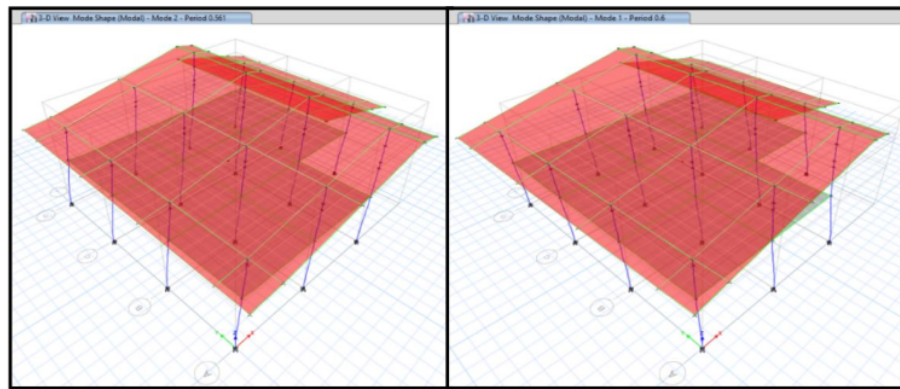 3-D View Mode Shape (Modal) - Mode 2 - Period 0.561
3-D View Mode Shape (Modal) - Mode 1 - Period 0.6